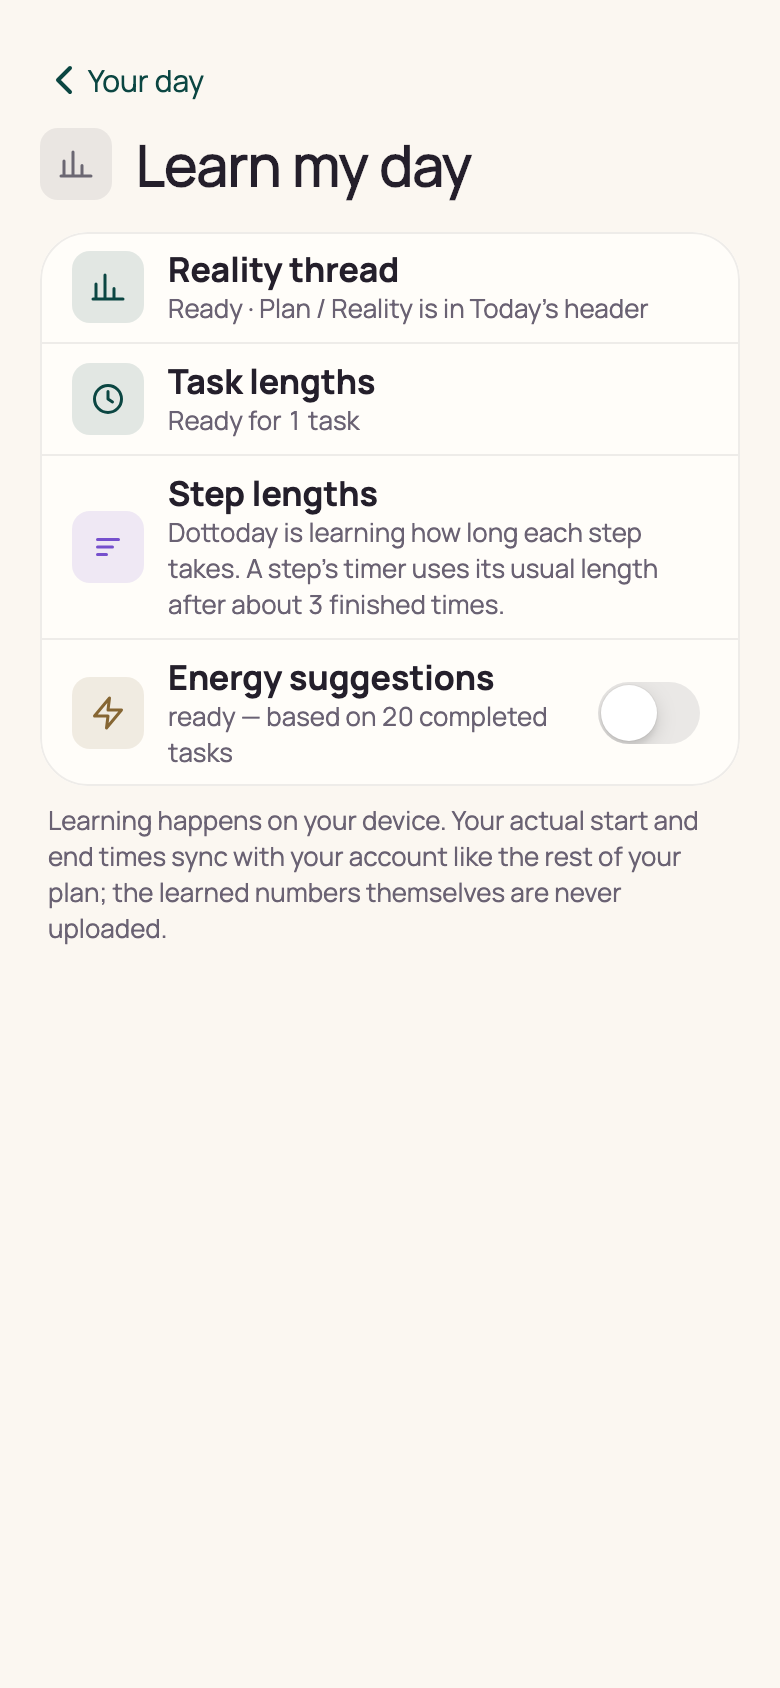 Your day
Learn my day
Reality thread
Ready · Plan / Reality is in Today’s header
Task lengths
Ready for 1 task
Step lengths
Dottoday is learning how long each step
takes. A step’s timer uses its usual length
after about 3 finished times.
Energy suggestions
ready — based on 20 completed
tasks
Learning happens on your device. Your actual start and
end times sync with your account like the rest of your
plan; the learned numbers themselves are never
uploaded.